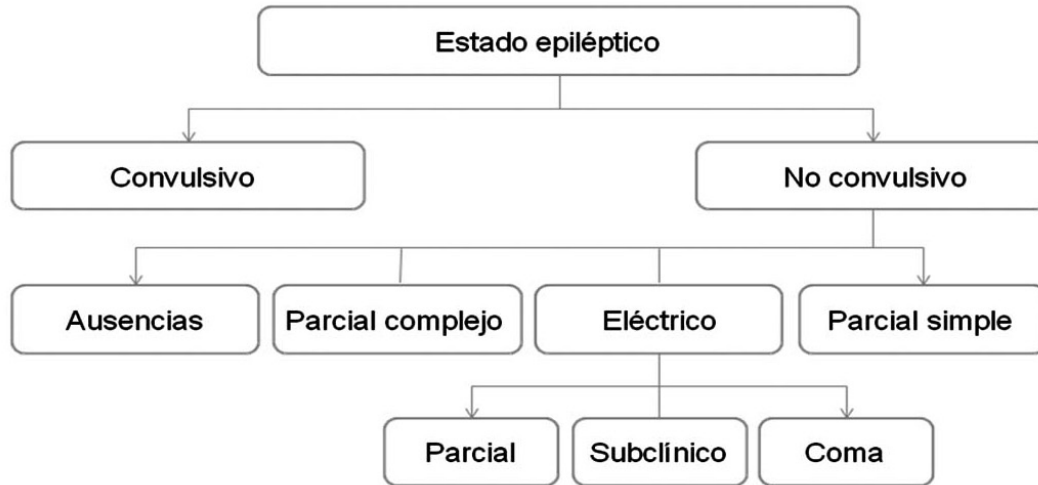 Estado epiléptico
Convulsivo
No convulsivo
Ausencias
Parcial complejo
Eléctrico
Parcial simple
Parcial
Subclínico
Coma